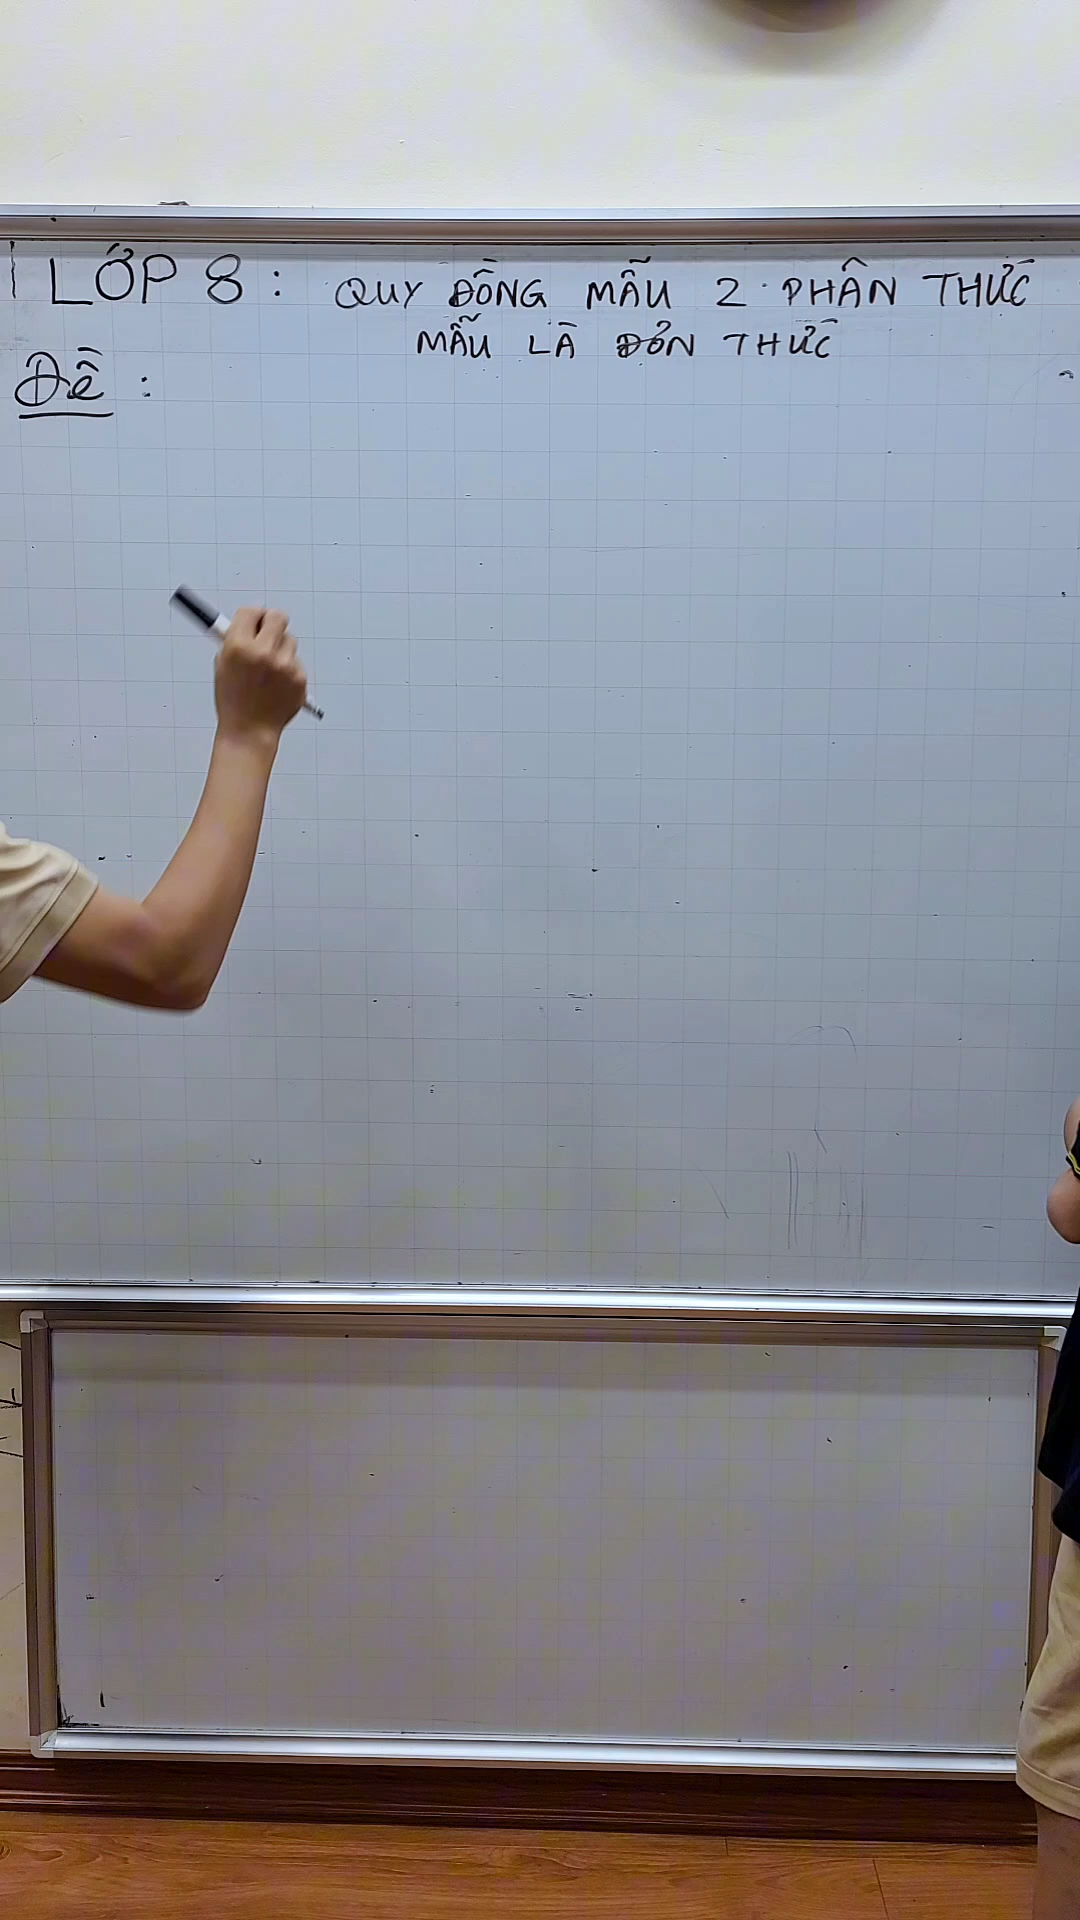 LỚP 8 : QUY ĐỒNG MẪU 2 PHÂN THỨC
MẪU LÀ ĐƠN THỨC
Đề :